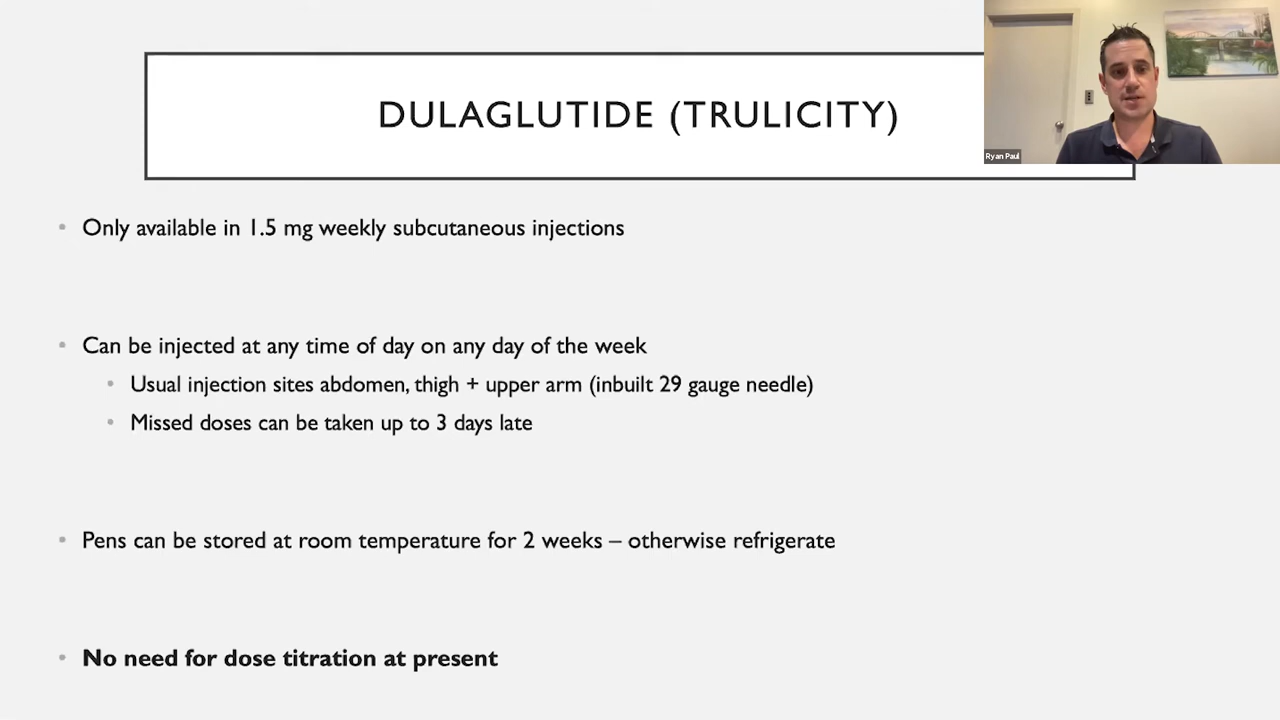 DULAGLUTIDE (TRULICITY)
Ryan Paul
• Only available in 1.5 mg weekly subcutaneous injections
• Can be injected at any time of day on any day of the week
• Usual injection sites abdomen, thigh + upper arm (inbuilt 29 gauge needle)
• Missed doses can be taken up to 3 days late
• Pens can be stored at room temperature for 2 weeks – otherwise refrigerate
• No need for dose titration at present